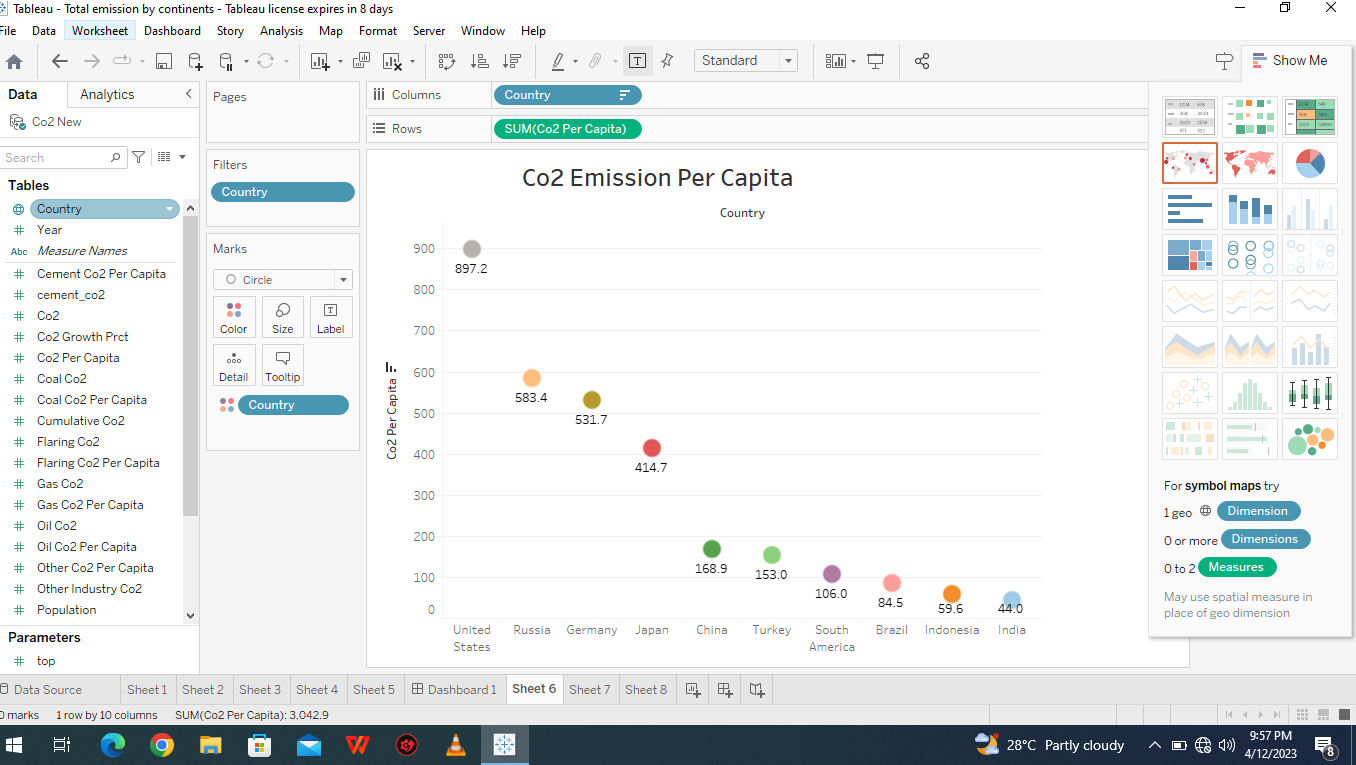 Tableau - Total emission by continents - Tableau license expires in 8 days
File Data Worksheet Dashboard Story Analysis Map Format Server Window Help
Standard
Show Me
Data Analytics
Co2 New
Search
Tables
Country
Year
Abc Measure Names
Cement Co2 Per Capita
cement_co2
Co2
Co2 Growth Prct
Co2 Per Capita
Coal Co2
Coal Co2 Per Capita
Cumulative Co2
Flaring Co2
Flaring Co2 Per Capita
Gas Co2
Gas Co2 Per Capita
Oil Co2
Oil Co2 Per Capita
Other Co2 Per Capita
Other Industry Co2
Population
Parameters
top
Pages
Filters
Country
Marks
Circle
Color Size Label
Detail Tooltip
Country
Columns Country
Rows SUM(Co2 Per Capita)
Co2 Emission Per Capita
Country
Co2 Per Capita
900
800
700
600
500
400
300
200
100
0
897.2
583.4
531.7
414.7
168.9
153.0
106.0
84.5
59.6
44.0
United States
Russia
Germany
Japan
China
Turkey
South America
Brazil
Indonesia
India
For symbol maps try
1 geo Dimension
0 or more Dimensions
0 to 2 Measures
May use spatial measure in
place of geo dimension
Data Source Sheet 1 Sheet 2 Sheet 3 Sheet 4 Sheet 5 Dashboard 1 Sheet 6 Sheet 7 Sheet 8
0 marks 1 row by 10 columns SUM(Co2 Per Capita): 3,042.9
28°C Partly cloudy
9:57 PM
4/12/2023
8